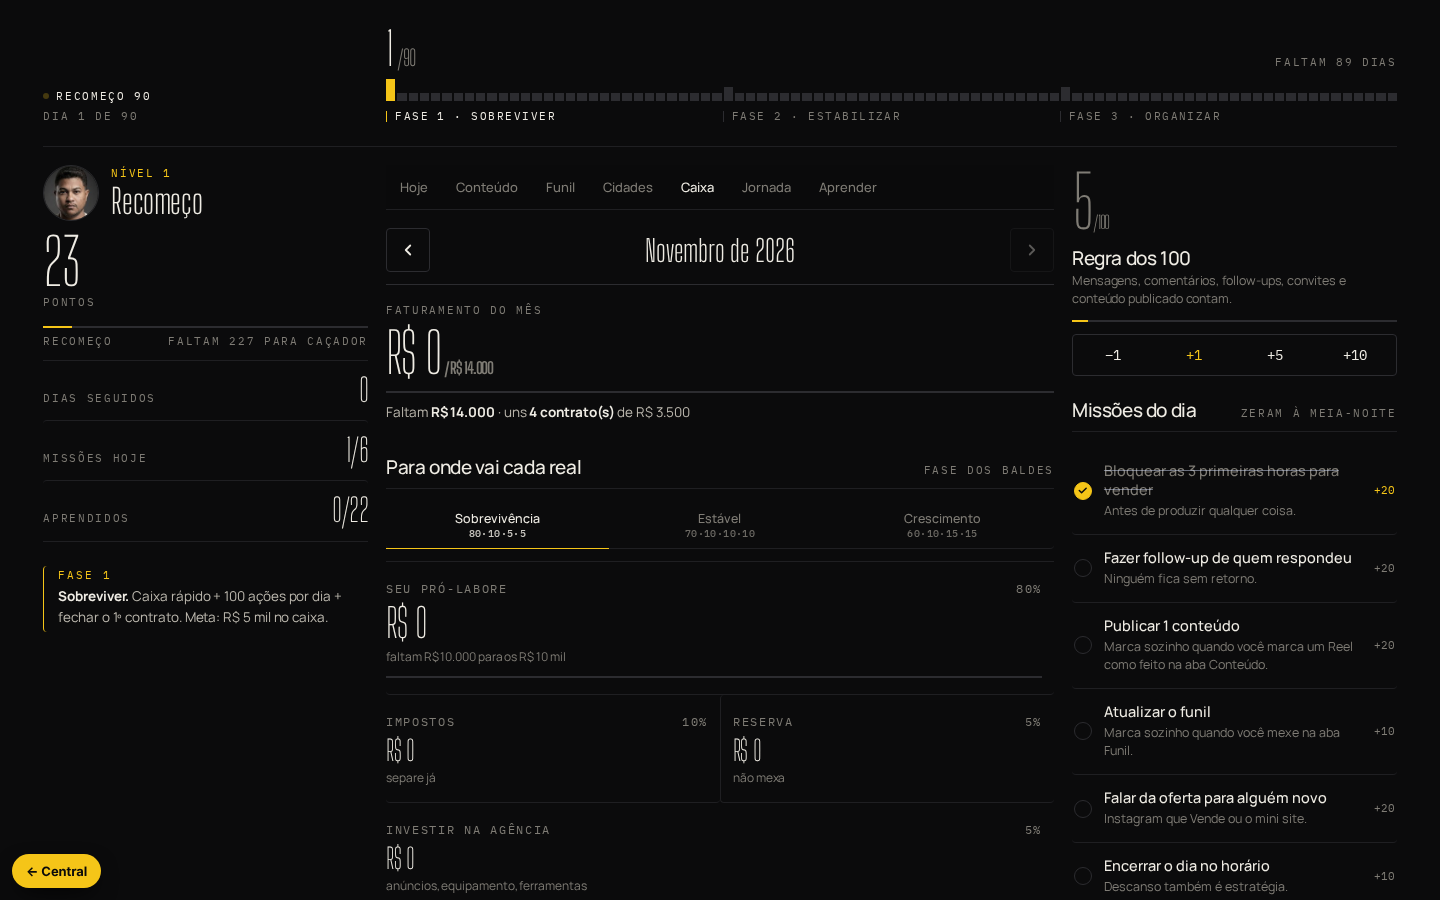 1 /90
FALTAM 89 DIAS
RECOMEÇO 90
DIA 1 DE 90
FASE 1 · SOBREVIVER
FASE 2 · ESTABILIZAR
FASE 3 · ORGANIZAR
NÍVEL 1
Recomeço
23
PONTOS
RECOMEÇO
FALTAM 227 PARA CAÇADOR
DIAS SEGUIDOS
0
MISSÕES HOJE
1/6
APRENDIDOS
0/22
FASE 1
Sobreviver. Caixa rápido + 100 ações por dia +
fechar o 1º contrato. Meta: R$ 5 mil no caixa.
← Central
Hoje
Conteúdo
Funil
Cidades
Caixa
Jornada
Aprender
Novembro de 2026
FATURAMENTO DO MÊS
R$ 0 /R$ 14.000
Faltam R$ 14.000 · uns 4 contrato(s) de R$ 3.500
Para onde vai cada real
FASE DOS BALDES
Sobrevivência
80·10·5·5
Estável
70·10·10·10
Crescimento
60·10·15·15
SEU PRÓ-LABORE
80%
R$ 0
faltam R$ 10.000 para os R$ 10 mil
IMPOSTOS
10%
R$ 0
separe já
RESERVA
5%
R$ 0
não mexa
INVESTIR NA AGÊNCIA
5%
R$ 0
anúncios, equipamento, ferramentas
5/100
Regra dos 100
Mensagens, comentários, follow-ups, convites e
conteúdo publicado contam.
−1
+1
+5
+10
Missões do dia
ZERAM À MEIA-NOITE
Bloquear as 3 primeiras horas para
vender
+20
Antes de produzir qualquer coisa.
Fazer follow-up de quem respondeu
+20
Ninguém fica sem retorno.
Publicar 1 conteúdo
+20
Marca sozinho quando você marca um Reel
como feito na aba Conteúdo.
Atualizar o funil
+10
Marca sozinho quando você mexe na aba
Funil.
Falar da oferta para alguém novo
+20
Instagram que Vende ou o mini site.
Encerrar o dia no horário
+10
Descanso também é estratégia.